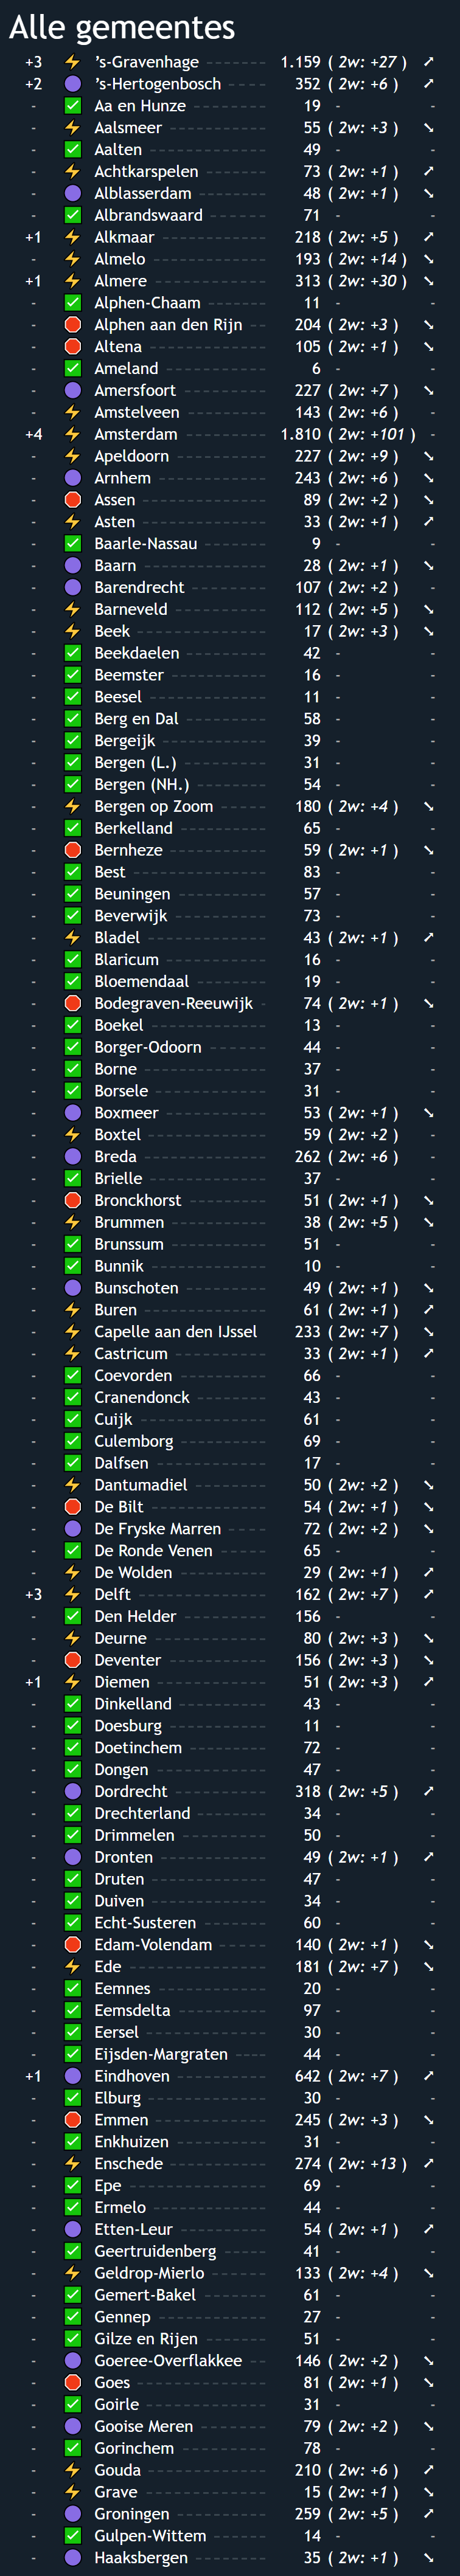 Alle gemeentes
+3 ⚡ ’s-Gravenhage ------- 1.159 ( 2w: +27 ) ➚
+2 🟣 ’s-Hertogenbosch ----- 352 ( 2w: +6 ) ➚
- ✅ Aa en Hunze --------- 19 - -
- ⚡ Aalsmeer ----------- 55 ( 2w: +3 ) ➘
- ✅ Aalten ------------- 49 - -
- ⚡ Achtkarspelen ------- 73 ( 2w: +1 ) ➚
- 🟣 Alblasserdam -------- 48 ( 2w: +1 ) ➘
- ✅ Albrandswaard ------- 71 - -
+1 ⚡ Alkmaar ------------ 218 ( 2w: +5 ) ➚
- ⚡ Almelo ------------- 193 ( 2w: +14 ) ➘
+1 ⚡ Almere ------------- 313 ( 2w: +30 ) ➘
- ✅ Alphen-Chaam ------- 11 - -
- 🛑 Alphen aan den Rijn -- 204 ( 2w: +3 ) ➘
- 🛑 Altena ------------- 105 ( 2w: +1 ) ➘
- ✅ Ameland ----------- 6 - -
- 🟣 Amersfoort --------- 227 ( 2w: +7 ) ➘
- ⚡ Amstelveen --------- 143 ( 2w: +6 ) -
+4 ⚡ Amsterdam --------- 1.810 ( 2w: +101 ) -
- ⚡ Apeldoorn ---------- 227 ( 2w: +9 ) ➘
- 🟣 Arnhem ------------ 243 ( 2w: +6 ) ➘
- 🛑 Assen -------------- 89 ( 2w: +2 ) ➘
- ⚡ Asten -------------- 33 ( 2w: +1 ) ➚
- ✅ Baarle-Nassau ------- 9 - -
- 🟣 Baarn -------------- 28 ( 2w: +1 ) ➘
- 🟣 Barendrecht -------- 107 ( 2w: +2 ) -
- ⚡ Barneveld ---------- 112 ( 2w: +5 ) ➘
- ⚡ Beek -------------- 17 ( 2w: +3 ) ➘
- ✅ Beekdaelen --------- 42 - -
- ✅ Beemster ----------- 16 - -
- ✅ Beesel ------------- 11 - -
- ✅ Berg en Dal --------- 58 - -
- ✅ Bergeijk ----------- 39 - -
- ✅ Bergen (L.) --------- 31 - -
- ✅ Bergen (NH.) -------- 54 - -
- ⚡ Bergen op Zoom ----- 180 ( 2w: +4 ) ➘
- ✅ Berkelland ---------- 65 - -
- 🛑 Bernheze ----------- 59 ( 2w: +1 ) ➘
- ✅ Best --------------- 83 - -
- ✅ Beuningen ---------- 57 - -
- ✅ Beverwijk ---------- 73 - -
- ⚡ Bladel ------------- 43 ( 2w: +1 ) ➚
- ✅ Blaricum ----------- 16 - -
- ✅ Bloemendaal -------- 19 - -
- 🛑 Bodegraven-Reeuwijk - 74 ( 2w: +1 ) ➘
- ✅ Boekel ------------- 13 - -
- ✅ Borger-Odoorn ------ 44 - -
- ✅ Borne -------------- 37 - -
- ✅ Borsele ------------ 31 - -
- 🟣 Boxmeer ----------- 53 ( 2w: +1 ) ➘
- ⚡ Boxtel ------------- 59 ( 2w: +2 ) -
- 🟣 Breda ------------- 262 ( 2w: +6 ) -
- ✅ Brielle ------------- 37 - -
- 🛑 Bronckhorst --------- 51 ( 2w: +1 ) ➘
- ⚡ Brummen ---------- 38 ( 2w: +5 ) ➘
- ✅ Brunssum ---------- 51 - -
- ✅ Bunnik ------------- 10 - -
- 🟣 Bunschoten --------- 49 ( 2w: +1 ) ➘
- ⚡ Buren -------------- 61 ( 2w: +1 ) ➚
- ⚡ Capelle aan den IJssel 233 ( 2w: +7 ) ➘
- ⚡ Castricum ---------- 33 ( 2w: +1 ) ➚
- ✅ Coevorden ---------- 66 - -
- ✅ Cranendonck -------- 43 - -
- ✅ Cuijk -------------- 61 - -
- ✅ Culemborg ---------- 69 - -
- ✅ Dalfsen ------------ 17 - -
- ⚡ Dantumadiel -------- 50 ( 2w: +2 ) ➘
- 🛑 De Bilt ------------ 54 ( 2w: +1 ) ➘
- 🟣 De Fryske Marren ----- 72 ( 2w: +2 ) ➘
- ✅ De Ronde Venen ------ 65 - -
- ⚡ De Wolden ---------- 29 ( 2w: +1 ) ➚
+3 ⚡ Delft -------------- 162 ( 2w: +7 ) ➚
- ✅ Den Helder --------- 156 - -
- ⚡ Deurne ------------ 80 ( 2w: +3 ) ➘
- 🛑 Deventer ----------- 156 ( 2w: +3 ) ➘
+1 ⚡ Diemen ------------ 51 ( 2w: +3 ) ➚
- ✅ Dinkelland ---------- 43 - -
- ✅ Doesburg ----------- 11 - -
- ✅ Doetinchem --------- 72 - -
- ✅ Dongen ------------ 47 - -
- 🟣 Dordrecht ---------- 318 ( 2w: +5 ) ➚
- ✅ Drechterland -------- 34 - -
- ✅ Drimmelen --------- 50 - -
- 🟣 Dronten ----------- 49 ( 2w: +1 ) ➚
- ✅ Druten ------------- 47 - -
- ✅ Duiven ------------- 34 - -
- ✅ Echt-Susteren -------- 60 - -
- 🛑 Edam-Volendam ------ 140 ( 2w: +1 ) ➘
- ⚡ Ede --------------- 181 ( 2w: +7 ) ➘
- ✅ Eemnes ------------ 20 - -
- ✅ Eemsdelta ---------- 97 - -
- ✅ Eersel ------------- 30 - -
- ✅ Eijsden-Margraten ---- 44 - -
+1 🟣 Eindhoven ---------- 642 ( 2w: +7 ) ➚
- ✅ Elburg ------------- 30 - -
- 🛑 Emmen ------------ 245 ( 2w: +3 ) ➘
- ✅ Enkhuizen ---------- 31 - -
- ⚡ Enschede ----------- 274 ( 2w: +13 ) ➚
- ✅ Epe --------------- 69 - -
- ✅ Ermelo ------------ 44 - -
- 🟣 Etten-Leur ---------- 54 ( 2w: +1 ) ➚
- ✅ Geertruidenberg ------ 41 - -
- ⚡ Geldrop-Mierlo ------- 133 ( 2w: +4 ) ➘
- ✅ Gemert-Bakel ------- 61 - -
- ✅ Gennep ------------ 27 - -
- ✅ Gilze en Rijen -------- 51 - -
- 🟣 Goeree-Overflakkee -- 146 ( 2w: +2 ) ➘
- 🛑 Goes -------------- 81 ( 2w: +1 ) ➘
- ✅ Goirle ------------- 31 - -
- 🟣 Gooise Meren -------- 79 ( 2w: +2 ) ➘
- ✅ Gorinchem ---------- 78 - -
- ⚡ Gouda ------------- 210 ( 2w: +6 ) ➚
- ⚡ Grave ------------- 15 ( 2w: +1 ) ➘
- 🟣 Groningen ---------- 259 ( 2w: +5 ) ➚
- ✅ Gulpen-Wittem ------ 14 - -
- 🟣 Haaksbergen -------- 35 ( 2w: +1 ) ➘